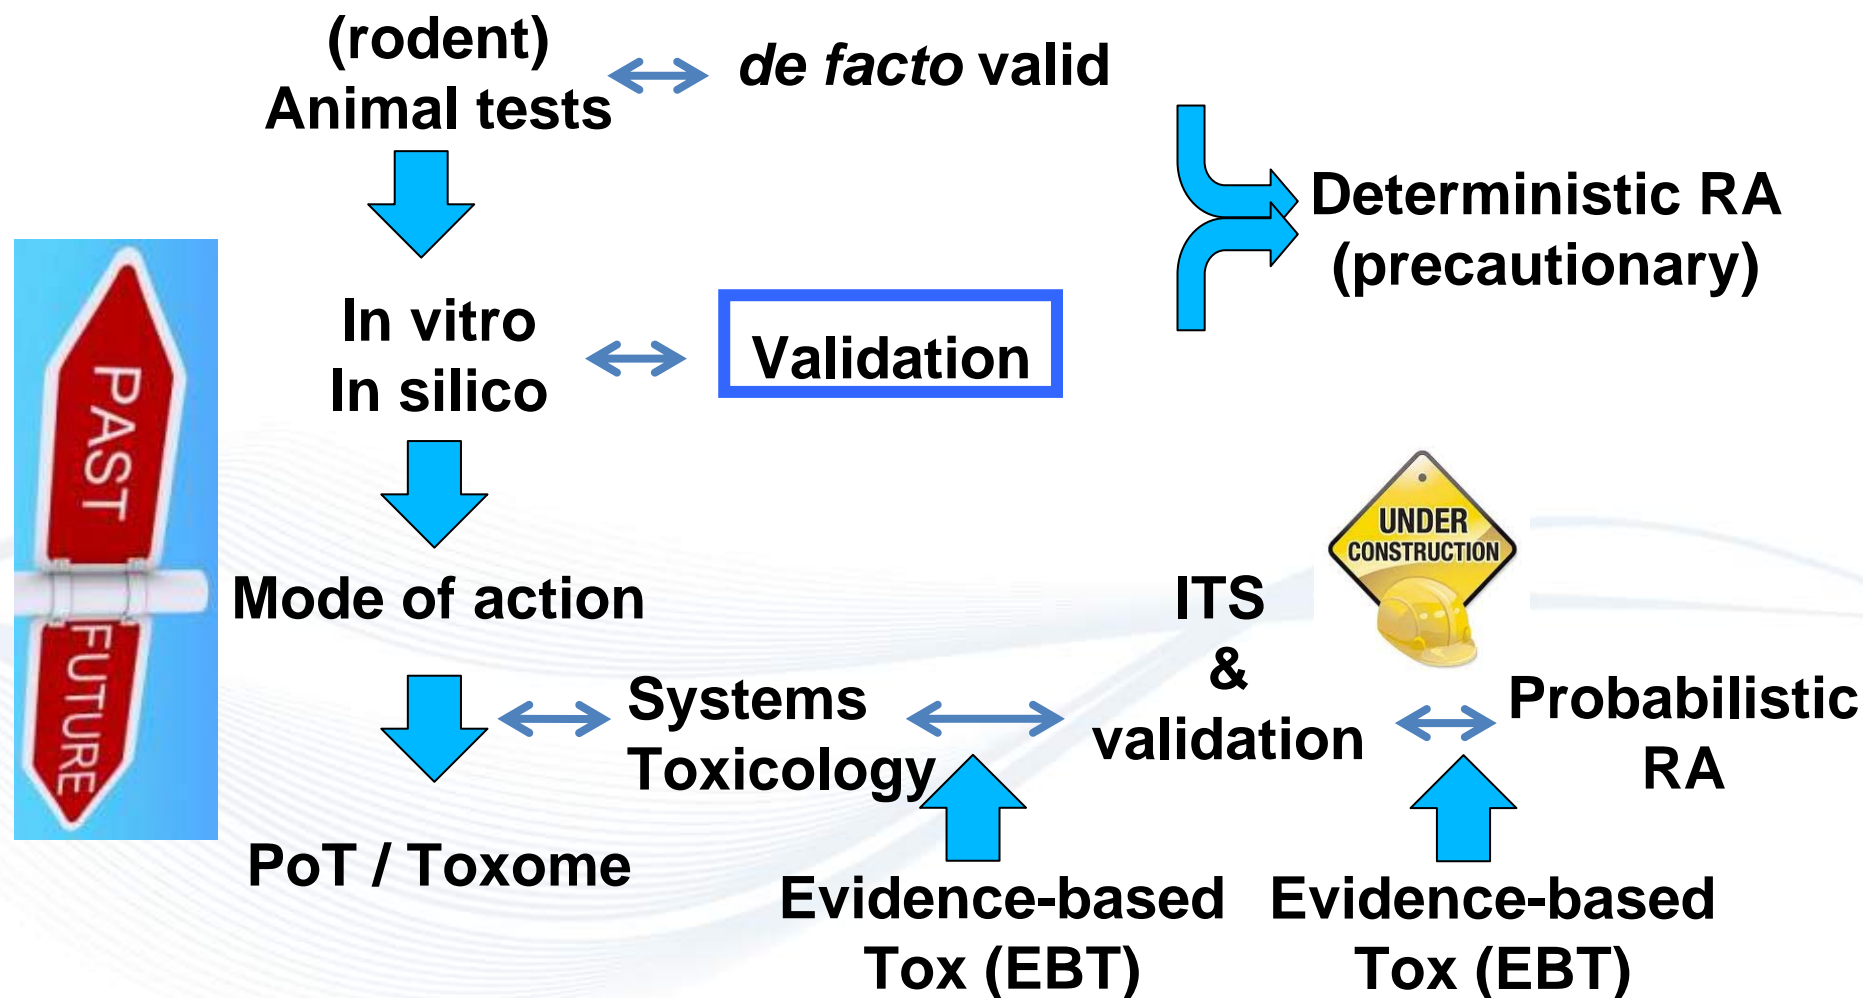 (rodent)
Animal tests
de facto valid
Deterministic RA
(precautionary)
In vitro
In silico
Validation
PAST
FUTURE
UNDER
CONSTRUCTION
Mode of action
ITS
&
validation
Systems
Toxicology
Probabilistic
RA
PoT / Toxome
Evidence-based
Tox (EBT)
Evidence-based
Tox (EBT)